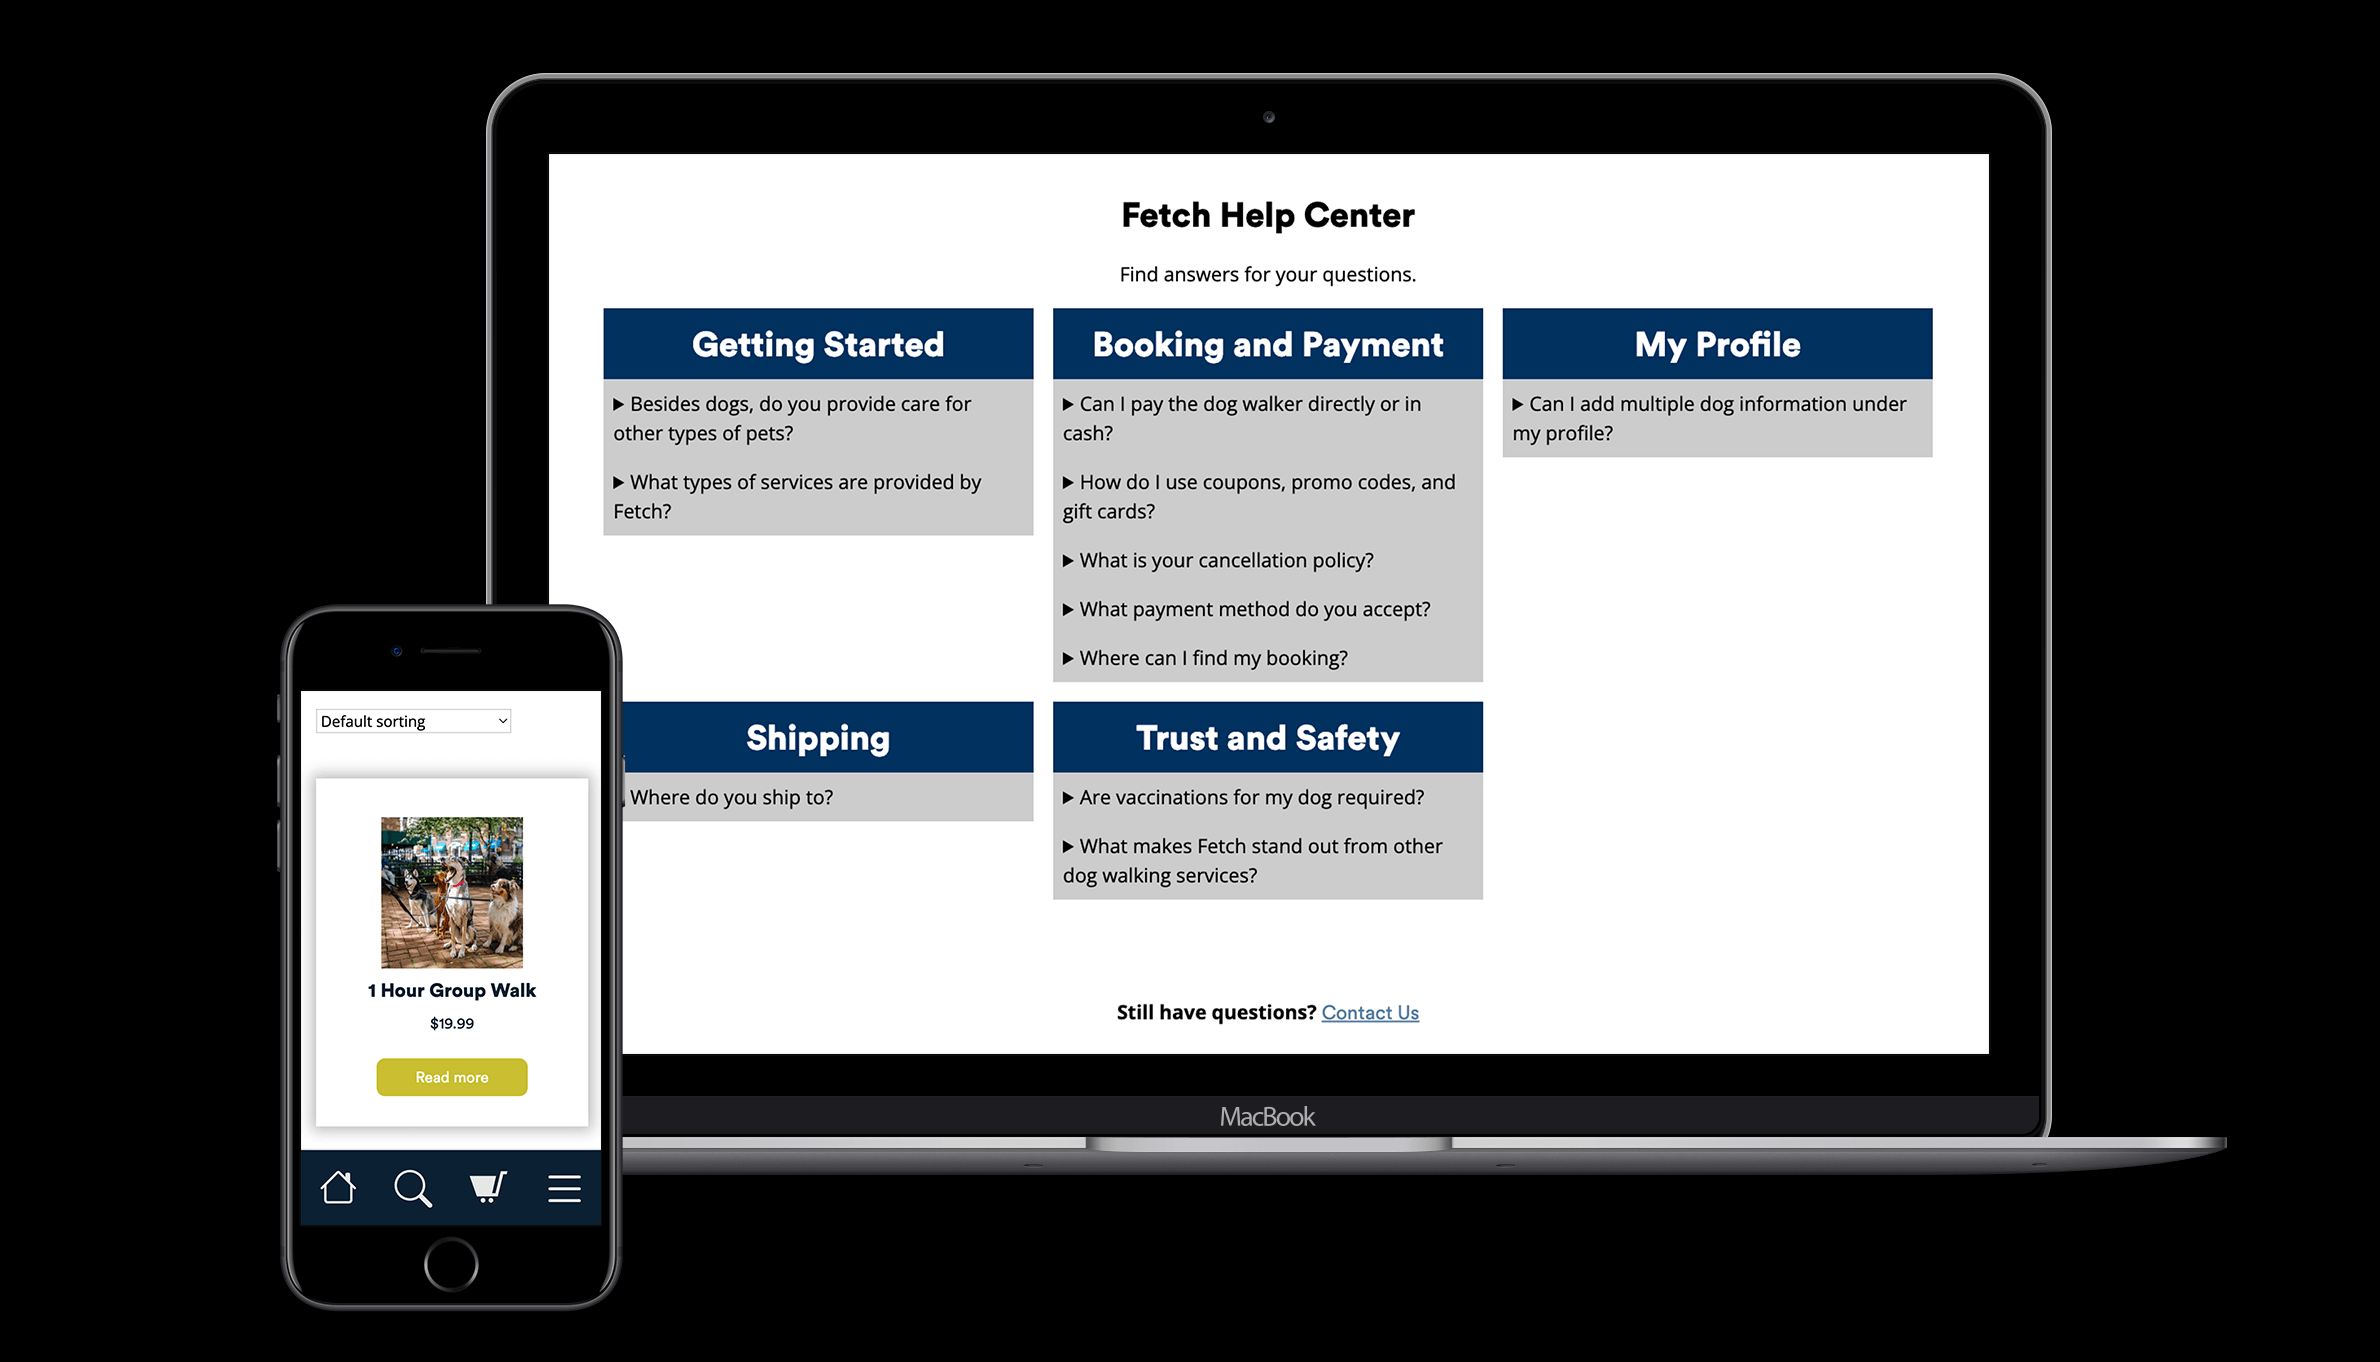 Fetch Help Center
Find answers for your questions.
Getting Started
▶ Besides dogs, do you provide care for
other types of pets?
▶ What types of services are provided by
Fetch?
Booking and Payment
▶ Can I pay the dog walker directly or in
cash?
▶ How do I use coupons, promo codes, and
gift cards?
▶ What is your cancellation policy?
▶ What payment method do you accept?
▶ Where can I find my booking?
My Profile
▶ Can I add multiple dog information under
my profile?
Shipping
Where do you ship to?
Trust and Safety
▶ Are vaccinations for my dog required?
▶ What makes Fetch stand out from other
dog walking services?
Still have questions? Contact Us
MacBook
Default sorting
1 Hour Group Walk
$19.99
Read more